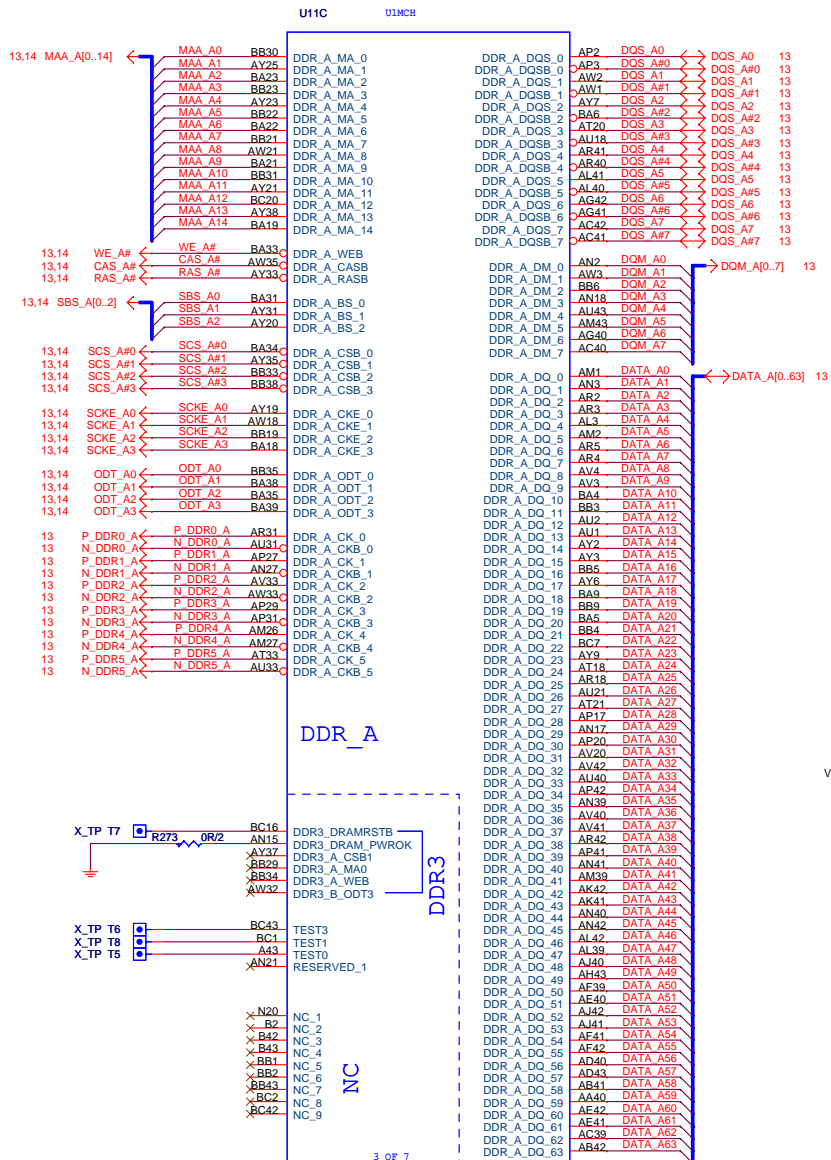 U11C U1MCH
13,14 MAA_A[0..14]
MAA_A0 BB30 DDR_A_MA_0
MAA_A1 AY25 DDR_A_MA_1
MAA_A2 BA23 DDR_A_MA_2
MAA_A3 BB23 DDR_A_MA_3
MAA_A4 AY23 DDR_A_MA_4
MAA_A5 BB22 DDR_A_MA_5
MAA_A6 BA22 DDR_A_MA_6
MAA_A7 BB21 DDR_A_MA_7
MAA_A8 AW21 DDR_A_MA_8
MAA_A9 BA21 DDR_A_MA_9
MAA_A10 BB31 DDR_A_MA_10
MAA_A11 AY21 DDR_A_MA_11
MAA_A12 BC20 DDR_A_MA_12
MAA_A13 AY38 DDR_A_MA_13
MAA_A14 BA19 DDR_A_MA_14
13,14 WE_A# WE_A# BA33 DDR_A_WEB
13,14 CAS_A# CAS_A# AW35 DDR_A_CASB
13,14 RAS_A# RAS_A# AY33 DDR_A_RASB
13,14 SBS_A[0..2]
SBS_A0 BA31 DDR_A_BS_0
SBS_A1 AY31 DDR_A_BS_1
SBS_A2 AY20 DDR_A_BS_2
13,14 SCS_A#0 SCS_A#0 BA34 DDR_A_CSB_0
13,14 SCS_A#1 SCS_A#1 AY35 DDR_A_CSB_1
13,14 SCS_A#2 SCS_A#2 BB33 DDR_A_CSB_2
13,14 SCS_A#3 SCS_A#3 BB38 DDR_A_CSB_3
13,14 SCKE_A0 SCKE_A0 AY19 DDR_A_CKE_0
13,14 SCKE_A1 SCKE_A1 AW18 DDR_A_CKE_1
13,14 SCKE_A2 SCKE_A2 BB19 DDR_A_CKE_2
13,14 SCKE_A3 SCKE_A3 BA18 DDR_A_CKE_3
13,14 ODT_A0 ODT_A0 BB35 DDR_A_ODT_0
13,14 ODT_A1 ODT_A1 BA38 DDR_A_ODT_1
13,14 ODT_A2 ODT_A2 BA35 DDR_A_ODT_2
13,14 ODT_A3 ODT_A3 BA39 DDR_A_ODT_3
13 P_DDR0_A P_DDR0_A AR31 DDR_A_CK_0
13 N_DDR0_A N_DDR0_A AU31 DDR_A_CKB_0
13 P_DDR1_A P_DDR1_A AP27 DDR_A_CK_1
13 N_DDR1_A N_DDR1_A AN27 DDR_A_CKB_1
13 P_DDR2_A P_DDR2_A AV33 DDR_A_CK_2
13 N_DDR2_A N_DDR2_A AW33 DDR_A_CKB_2
13 P_DDR3_A P_DDR3_A AP29 DDR_A_CK_3
13 N_DDR3_A N_DDR3_A AP31 DDR_A_CKB_3
13 P_DDR4_A P_DDR4_A AM26 DDR_A_CK_4
13 N_DDR4_A N_DDR4_A AM27 DDR_A_CKB_4
13 P_DDR5_A P_DDR5_A AT33 DDR_A_CK_5
13 N_DDR5_A N_DDR5_A AU33 DDR_A_CKB_5
DDR_A
X_TP T7 BC16 DDR3_DRAMRSTB
R273 0R/2 AN15 DDR3_DRAM_PWROK
AY37 DDR3_A_CSB1
BB29 DDR3_A_MA0
BB34 DDR3_A_WEB
AW32 DDR3_B_ODT3
DDR3
X_TP T6 BC43 TEST3
X_TP T8 BC1 TEST1
X_TP T5 A43 TEST0
AN21 RESERVED_1
N20 NC_1
B2 NC_2
B42 NC_3
B43 NC_4
BB1 NC_5
BB2 NC_6
BB43 NC_7
BC2 NC_8
BC42 NC_9
NC
3 OF 7
DDR_A_DQS_0 AP2 DQS_A0 DQS_A0 13
DDR_A_DQSB_0 AP3 DQS_A#0 DQS_A#0 13
DDR_A_DQS_1 AW2 DQS_A1 DQS_A1 13
DDR_A_DQSB_1 AW1 DQS_A#1 DQS_A#1 13
DDR_A_DQS_2 AY7 DQS_A2 DQS_A2 13
DDR_A_DQSB_2 BA6 DQS_A#2 DQS_A#2 13
DDR_A_DQS_3 AT20 DQS_A3 DQS_A3 13
DDR_A_DQSB_3 AU18 DQS_A#3 DQS_A#3 13
DDR_A_DQS_4 AR41 DQS_A4 DQS_A4 13
DDR_A_DQSB_4 AR40 DQS_A#4 DQS_A#4 13
DDR_A_DQS_5 AL41 DQS_A5 DQS_A5 13
DDR_A_DQSB_5 AL40 DQS_A#5 DQS_A#5 13
DDR_A_DQS_6 AG42 DQS_A6 DQS_A6 13
DDR_A_DQSB_6 AG41 DQS_A#6 DQS_A#6 13
DDR_A_DQS_7 AC42 DQS_A7 DQS_A7 13
DDR_A_DQSB_7 AC41 DQS_A#7 DQS_A#7 13
DQM_A[0..7] 13
DDR_A_DM_0 AN2 DQM_A0
DDR_A_DM_1 AW3 DQM_A1
DDR_A_DM_2 BB6 DQM_A2
DDR_A_DM_3 AN18 DQM_A3
DDR_A_DM_4 AU43 DQM_A4
DDR_A_DM_5 AM43 DQM_A5
DDR_A_DM_6 AG40 DQM_A6
DDR_A_DM_7 AC40 DQM_A7
DATA_A[0..63] 13
DDR_A_DQ_0 AM1 DATA_A0
DDR_A_DQ_1 AN3 DATA_A1
DDR_A_DQ_2 AR2 DATA_A2
DDR_A_DQ_3 AR3 DATA_A3
DDR_A_DQ_4 AL3 DATA_A4
DDR_A_DQ_5 AM2 DATA_A5
DDR_A_DQ_6 AR5 DATA_A6
DDR_A_DQ_7 AR4 DATA_A7
DDR_A_DQ_8 AV4 DATA_A8
DDR_A_DQ_9 AV3 DATA_A9
DDR_A_DQ_10 BA4 DATA_A10
DDR_A_DQ_11 BB3 DATA_A11
DDR_A_DQ_12 AU2 DATA_A12
DDR_A_DQ_13 AU1 DATA_A13
DDR_A_DQ_14 AY2 DATA_A14
DDR_A_DQ_15 AY3 DATA_A15
DDR_A_DQ_16 BB5 DATA_A16
DDR_A_DQ_17 AY6 DATA_A17
DDR_A_DQ_18 BA9 DATA_A18
DDR_A_DQ_19 BB9 DATA_A19
DDR_A_DQ_20 BA5 DATA_A20
DDR_A_DQ_21 BB4 DATA_A21
DDR_A_DQ_22 BC7 DATA_A22
DDR_A_DQ_23 AY9 DATA_A23
DDR_A_DQ_24 AT18 DATA_A24
DDR_A_DQ_25 AR18 DATA_A25
DDR_A_DQ_26 AU21 DATA_A26
DDR_A_DQ_27 AT21 DATA_A27
DDR_A_DQ_28 AP17 DATA_A28
DDR_A_DQ_29 AN17 DATA_A29
DDR_A_DQ_30 AP20 DATA_A30
DDR_A_DQ_31 AV20 DATA_A31
DDR_A_DQ_32 AV42 DATA_A32
DDR_A_DQ_33 AU40 DATA_A33
DDR_A_DQ_34 AP42 DATA_A34
DDR_A_DQ_35 AN39 DATA_A35
DDR_A_DQ_36 AV40 DATA_A36
DDR_A_DQ_37 AV41 DATA_A37
DDR_A_DQ_38 AR42 DATA_A38
DDR_A_DQ_39 AP41 DATA_A39
DDR_A_DQ_40 AN41 DATA_A40
DDR_A_DQ_41 AM39 DATA_A41
DDR_A_DQ_42 AK42 DATA_A42
DDR_A_DQ_43 AK41 DATA_A43
DDR_A_DQ_44 AN40 DATA_A44
DDR_A_DQ_45 AN42 DATA_A45
DDR_A_DQ_46 AL42 DATA_A46
DDR_A_DQ_47 AL39 DATA_A47
DDR_A_DQ_48 AJ40 DATA_A48
DDR_A_DQ_49 AH43 DATA_A49
DDR_A_DQ_50 AF39 DATA_A50
DDR_A_DQ_51 AE40 DATA_A51
DDR_A_DQ_52 AJ42 DATA_A52
DDR_A_DQ_53 AJ41 DATA_A53
DDR_A_DQ_54 AF41 DATA_A54
DDR_A_DQ_55 AF42 DATA_A55
DDR_A_DQ_56 AD40 DATA_A56
DDR_A_DQ_57 AD43 DATA_A57
DDR_A_DQ_58 AB41 DATA_A58
DDR_A_DQ_59 AA40 DATA_A59
DDR_A_DQ_60 AE42 DATA_A60
DDR_A_DQ_61 AE41 DATA_A61
DDR_A_DQ_62 AC39 DATA_A62
DDR_A_DQ_63 AB42 DATA_A63
V